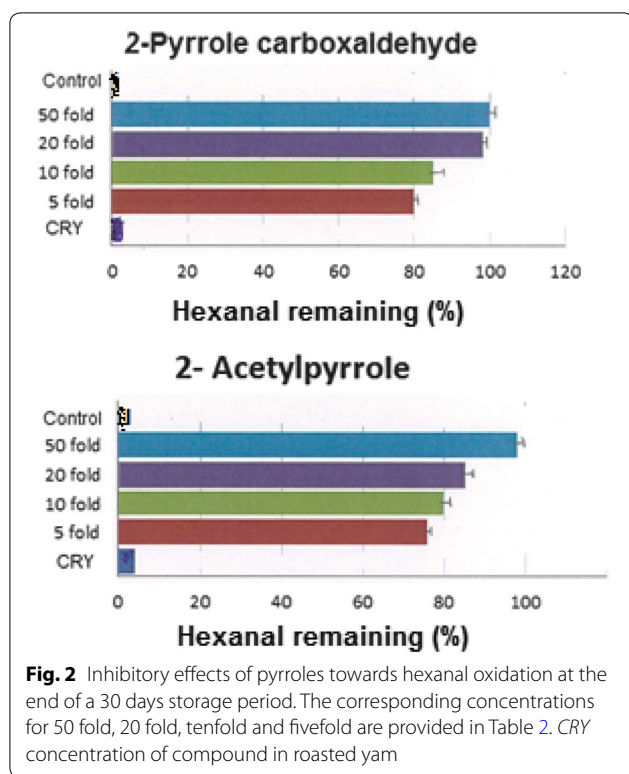 2-Pyrrole carboxaldehyde
Control
50 fold
20 fold
10 fold
5 fold
CRY
0 20 40 60 80 100 120
Hexanal remaining (%)
2- Acetylpyrrole
Control
50 fold
20 fold
10 fold
5 fold
CRY
0 20 40 60 80 100
Hexanal remaining (%)
Fig. 2 Inhibitory effects of pyrroles towards hexanal oxidation at the
end of a 30 days storage period. The corresponding concentrations
for 50 fold, 20 fold, tenfold and fivefold are provided in Table 2. CRY
concentration of compound in roasted yam